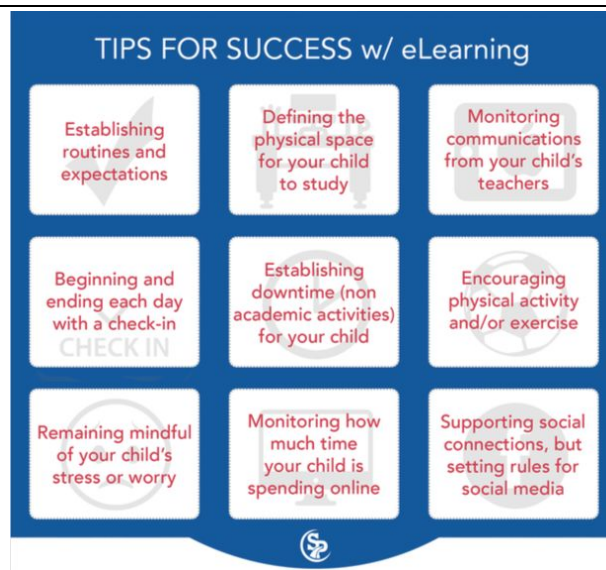 TIPS FOR SUCCESS w/ eLearning
Establishing
routines and
expectations
Defining the
physical space
for your child
to study
Monitoring
communications
from your child's
teachers
Beginning and
ending each day
with a check-in
CHECK IN
Establishing
downtime (non
academic activities)
for your child
Encouraging
physical activity
and/or exercise
Remaining mindful
of your child's
stress or worry
Monitoring how
much time
your child is
spending online
Supporting social
connections, but
setting rules for
social media
SP